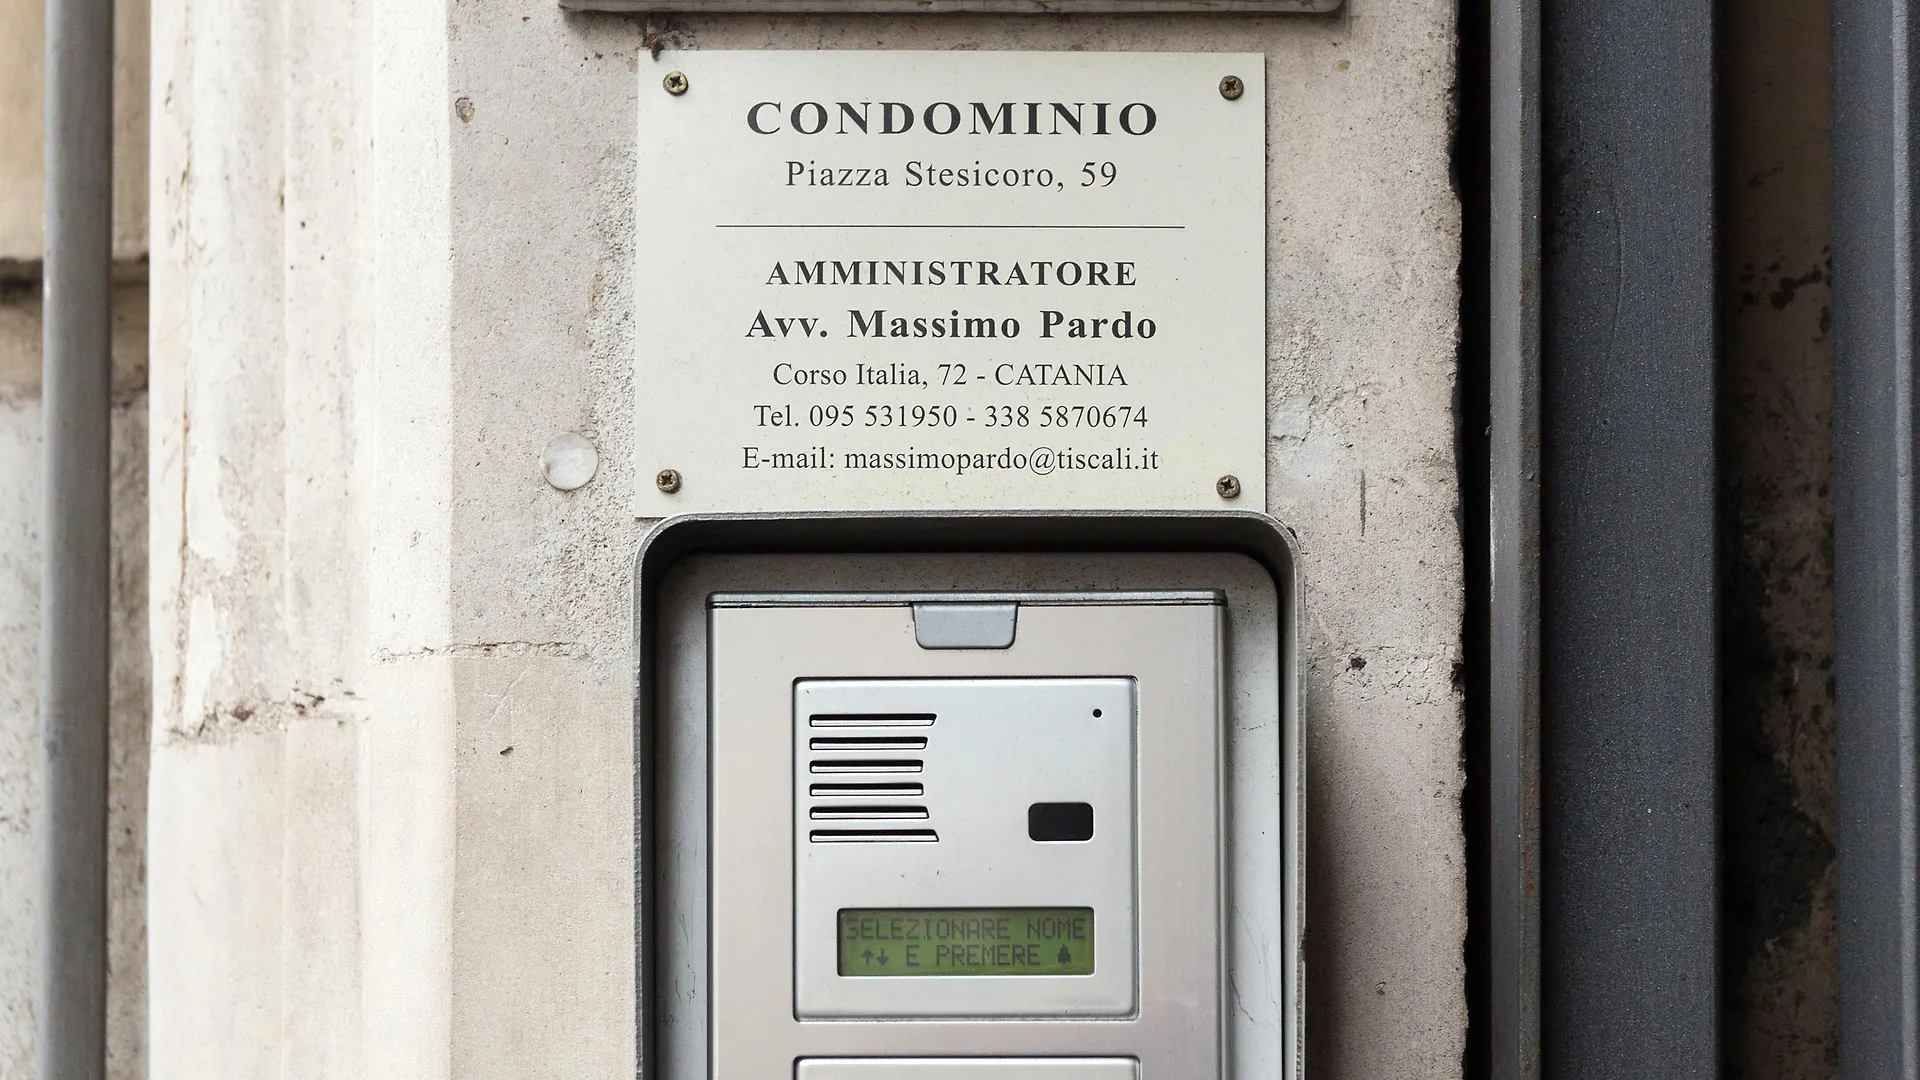 CONDOMINIO
Piazza Stesicoro, 59
AMMINISTRATORE
Avv. Massimo Pardo
Corso Italia, 72 - CATANIA
Tel. 095 531950 - 338 5870674
E-mail: massimopardo@tiscali.it
SELEZIONARE NOME
↑↓ E PREMERE 🔔